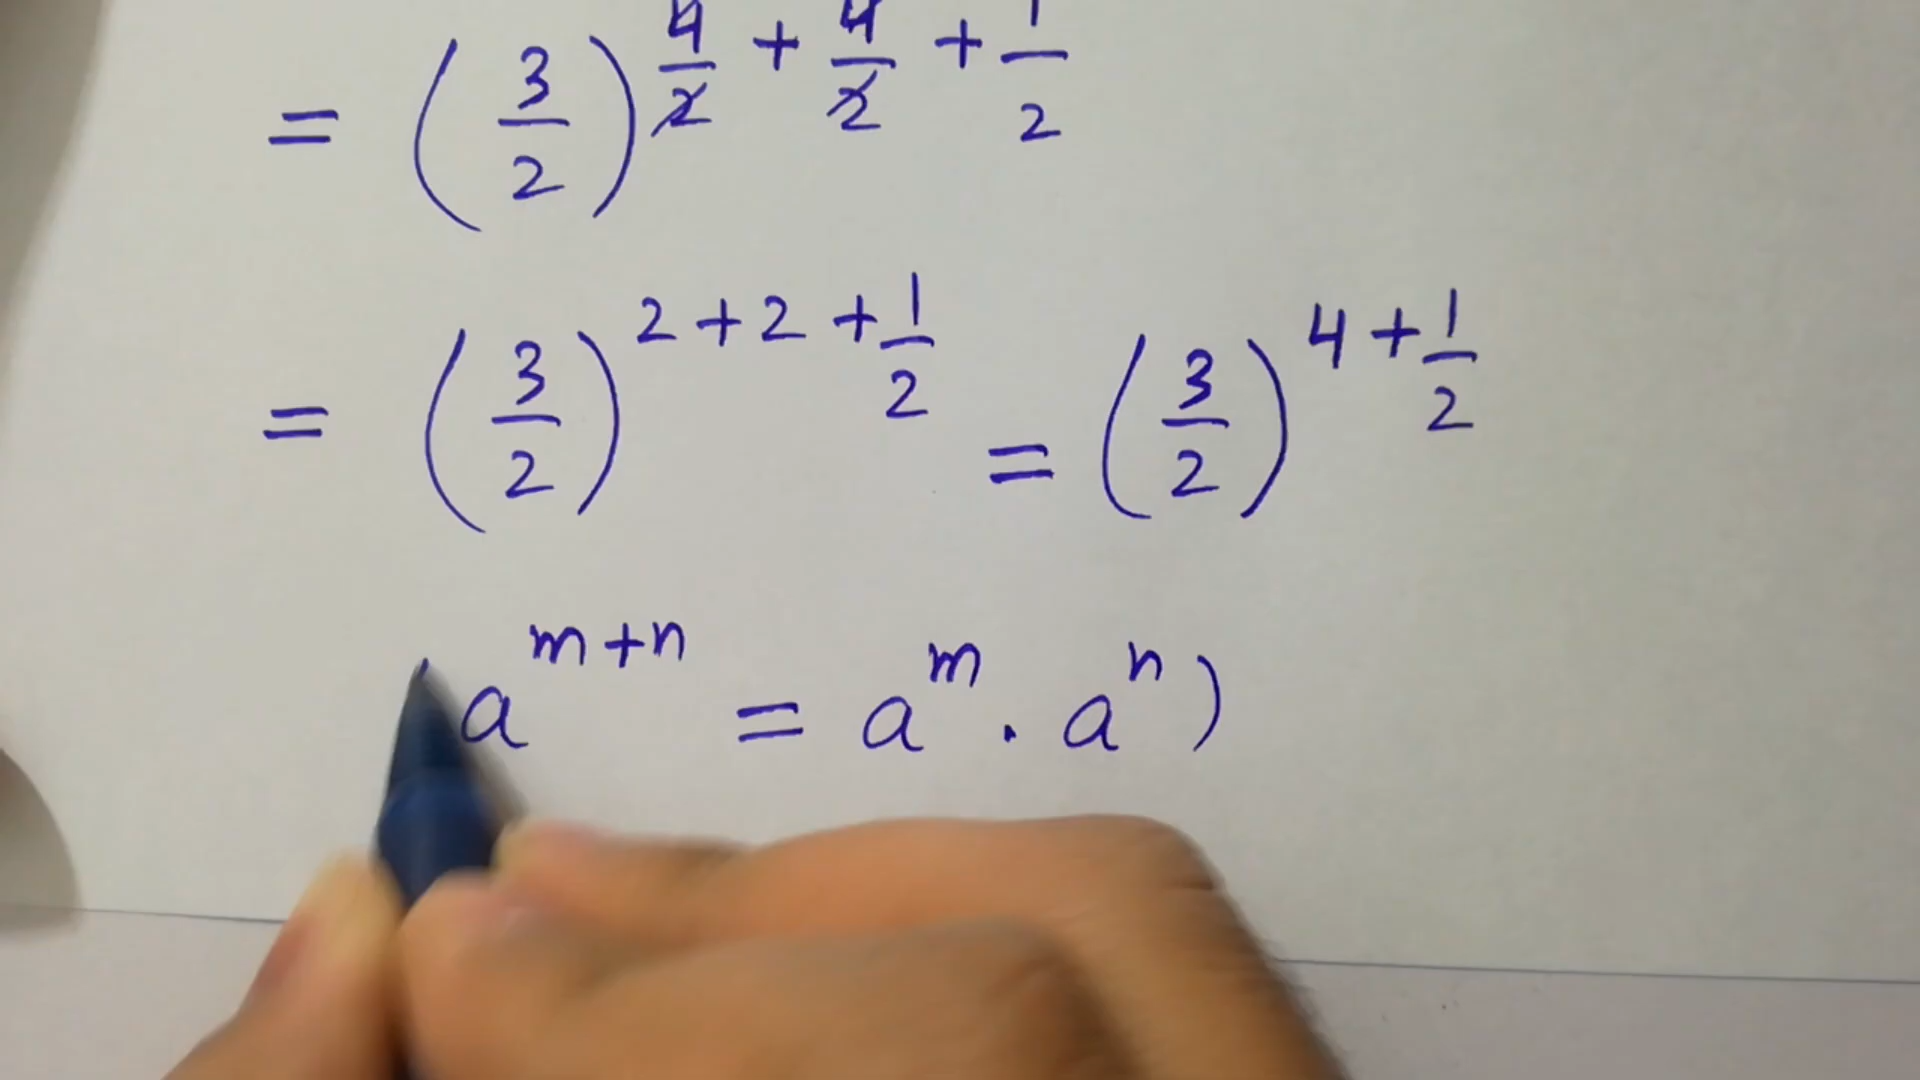 = (3/2)^(4/2 + 4/2 + 1/2)
= (3/2)^(2 + 2 + 1/2) = (3/2)^(4 + 1/2)
(a^(m+n) = a^m · a^n)